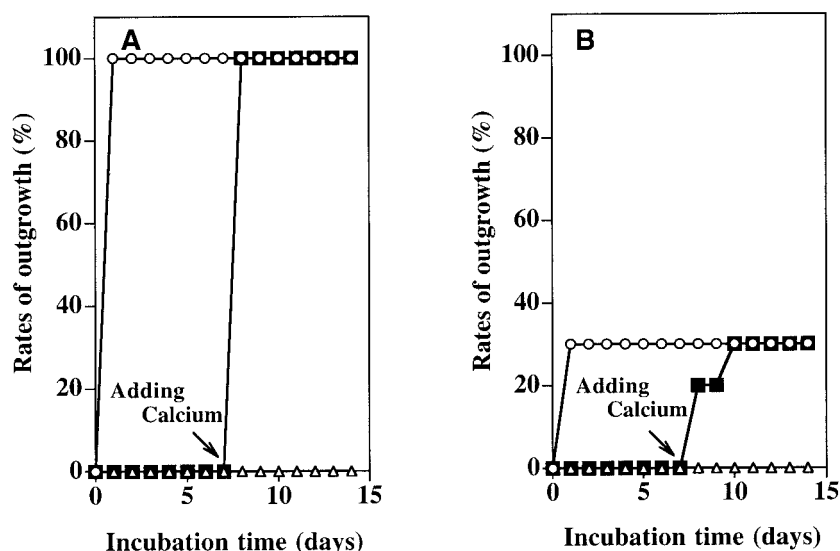 A
100
80
60
40
20
0
Rates of outgrowth (%)
Adding
Calcium
0 5 10 15
Incubation time (days)
B
100
80
60
40
20
0
Rates of outgrowth (%)
Adding
Calcium
0 5 10 15
Incubation time (days)